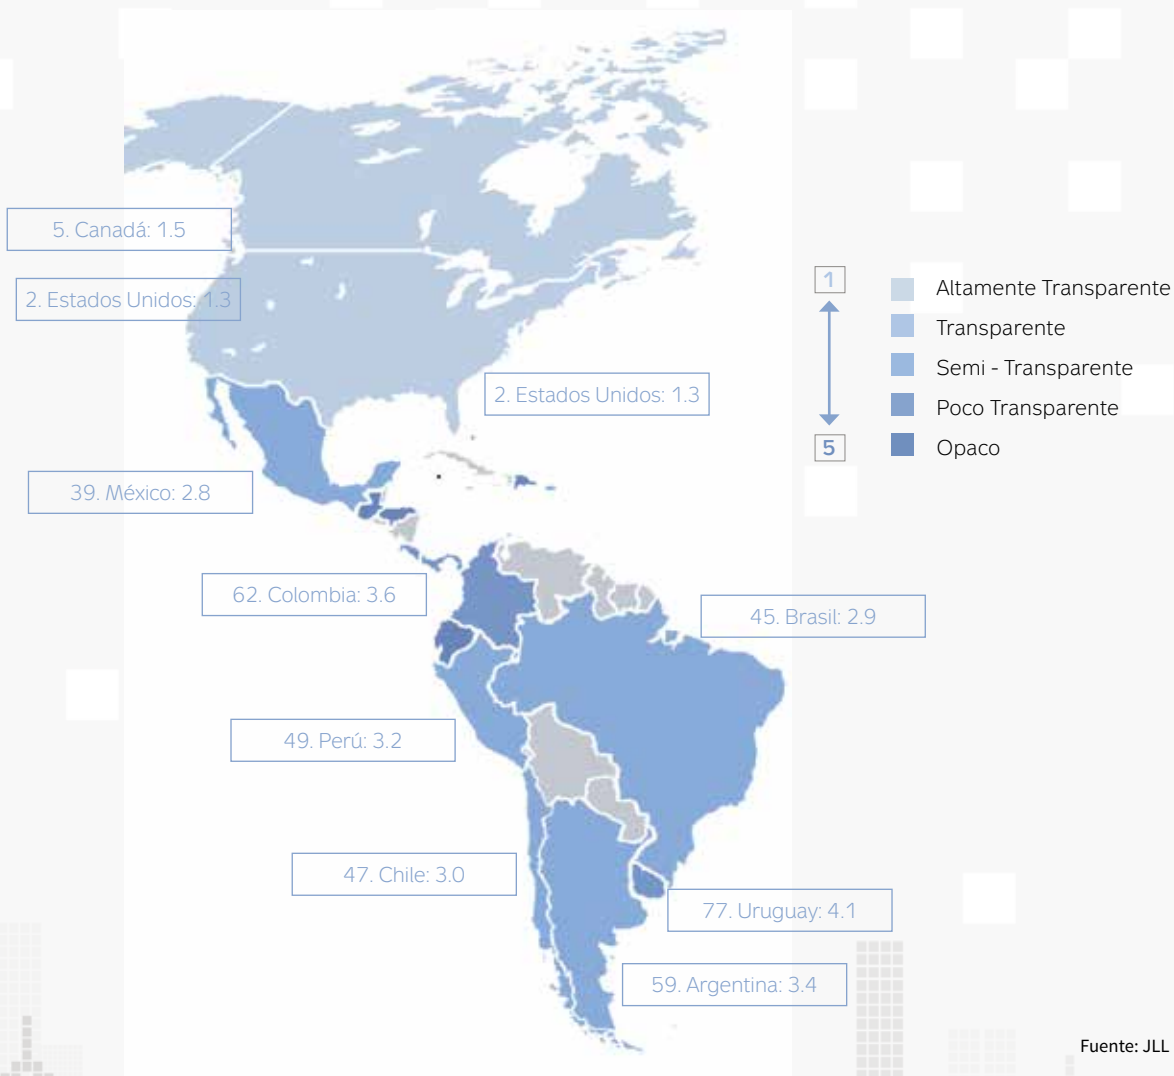 5. Canadá: 1.5
2. Estados Unidos: 1.3
2. Estados Unidos: 1.3
39. México: 2.8
62. Colombia: 3.6
45. Brasil: 2.9
49. Perú: 3.2
47. Chile: 3.0
77. Uruguay: 4.1
59. Argentina: 3.4
1
5
Altamente Transparente
Transparente
Semi - Transparente
Poco Transparente
Opaco
Fuente: JLL